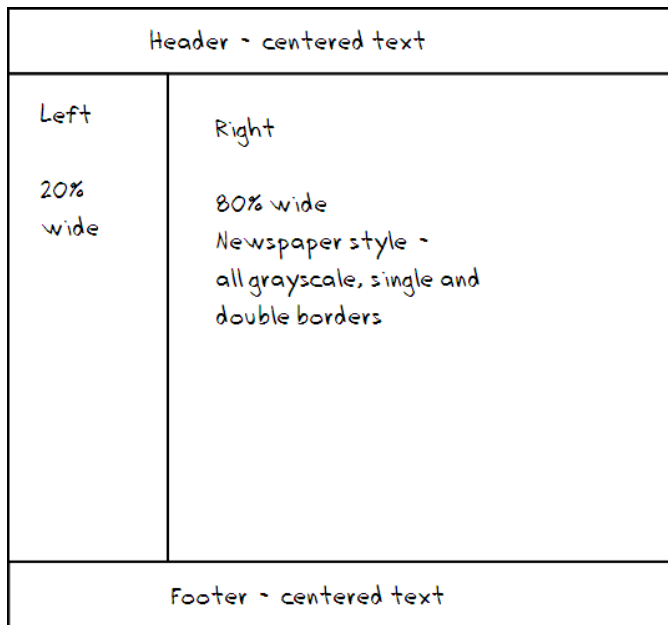 Header - centered text
Left
20%
wide
Right
80% wide
Newspaper style -
all grayscale, single and
double borders
Footer - centered text